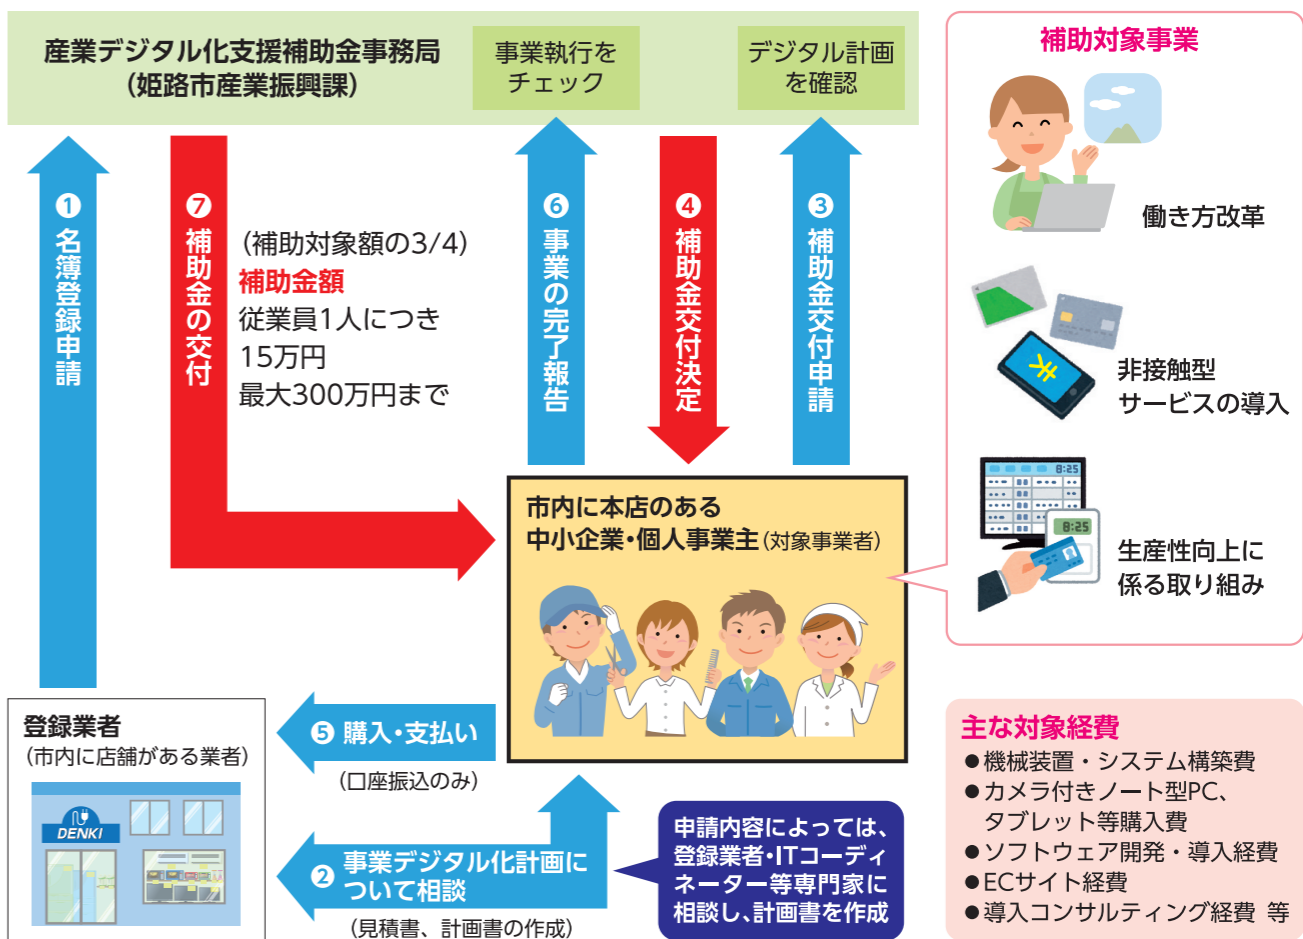 産業デジタル化支援補助金事務局
（姫路市産業振興課）
事業執行を
チェック
デジタル計画
を確認
❶名簿登録申請
❼補助金の交付
（補助対象額の3/4）
補助金額
従業員1人につき
15万円
最大300万円まで
❻事業の完了報告
❹補助金交付決定
❸補助金交付申請
市内に本店のある
中小企業・個人事業主（対象事業者）
登録業者
（市内に店舗がある業者）
DENKI
❺購入・支払い
（口座振込のみ）
❷事業デジタル化計画に
ついて相談
（見積書、計画書の作成）
申請内容によっては、
登録業者・ITコーディ
ネーター等専門家に
相談し、計画書を作成
補助対象事業
働き方改革
非接触型
サービスの導入
8:25
8:25
生産性向上に
係る取り組み
主な対象経費
●機械装置・システム構築費
●カメラ付きノート型PC、
タブレット等購入費
●ソフトウェア開発・導入経費
●ECサイト経費
●導入コンサルティング経費 等